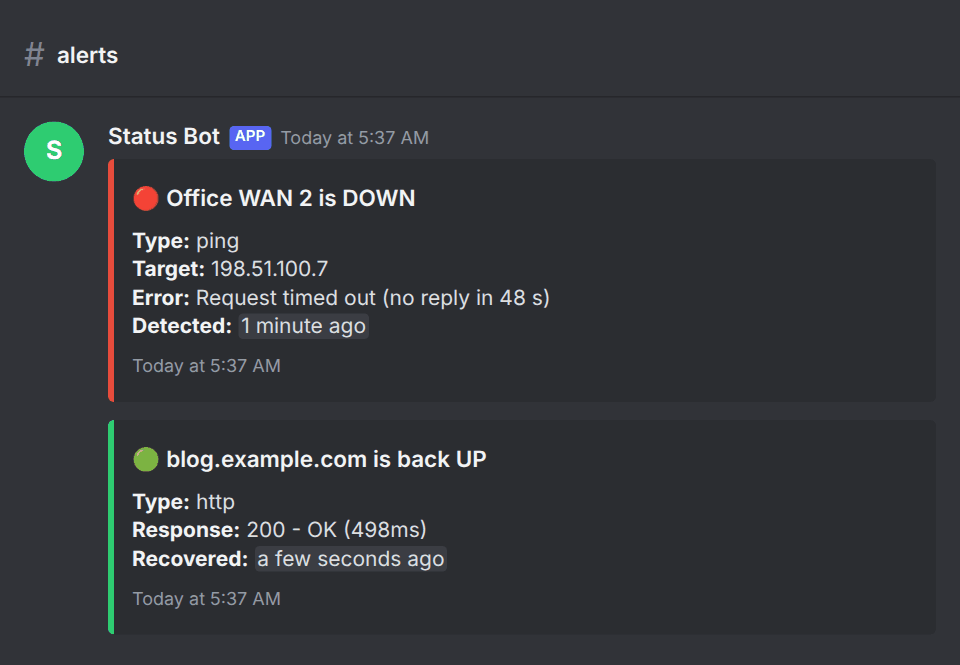 # alerts
S
Status Bot APP Today at 5:37 AM
🔴 Office WAN 2 is DOWN
Type: ping
Target: 198.51.100.7
Error: Request timed out (no reply in 48 s)
Detected: 1 minute ago
Today at 5:37 AM
🟢 blog.example.com is back UP
Type: http
Response: 200 - OK (498ms)
Recovered: a few seconds ago
Today at 5:37 AM